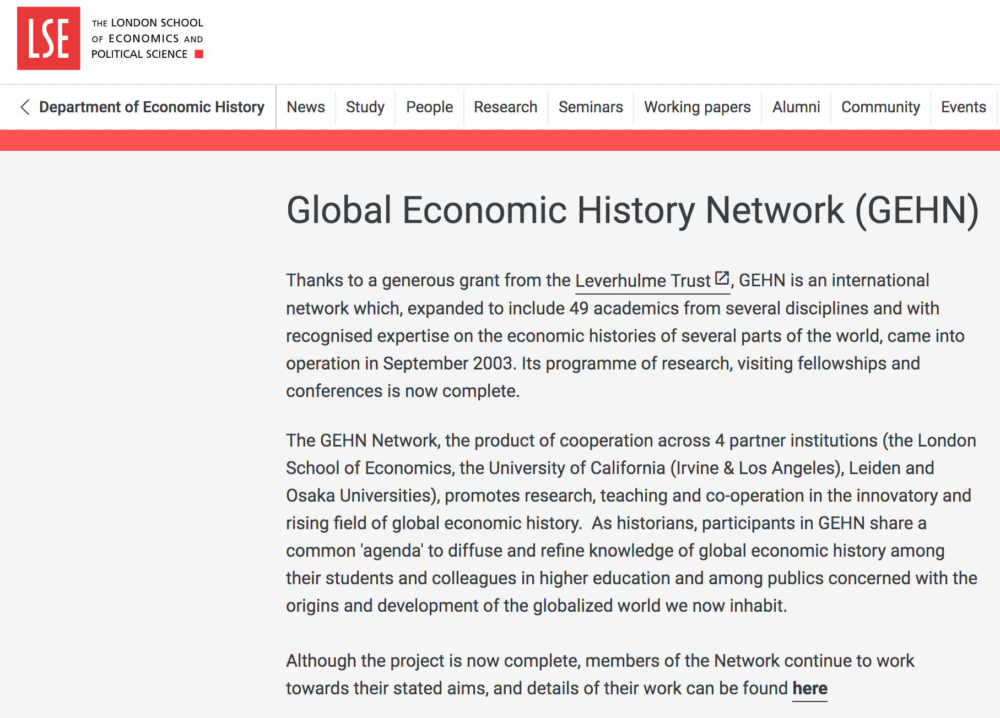 LSE
THE LONDON SCHOOL
OF ECONOMICS AND
POLITICAL SCIENCE
Department of Economic History
News
Study
People
Research
Seminars
Working papers
Alumni
Community
Events
Global Economic History Network (GEHN)
Thanks to a generous grant from the Leverhulme Trust, GEHN is an international
network which, expanded to include 49 academics from several disciplines and with
recognised expertise on the economic histories of several parts of the world, came into
operation in September 2003. Its programme of research, visiting fellowships and
conferences is now complete.
The GEHN Network, the product of cooperation across 4 partner institutions (the London
School of Economics, the University of California (Irvine & Los Angeles), Leiden and
Osaka Universities), promotes research, teaching and co-operation in the innovatory and
rising field of global economic history.  As historians, participants in GEHN share a
common 'agenda' to diffuse and refine knowledge of global economic history among
their students and colleagues in higher education and among publics concerned with the
origins and development of the globalized world we now inhabit.
Although the project is now complete, members of the Network continue to work
towards their stated aims, and details of their work can be found here